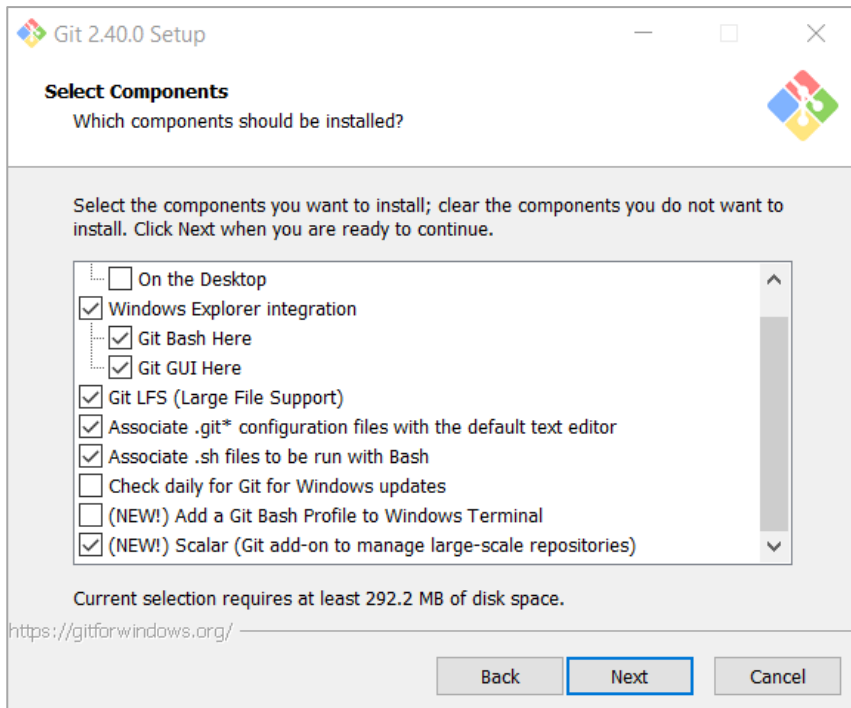 Git 2.40.0 Setup
Select Components
Which components should be installed?
Select the components you want to install; clear the components you do not want to
install. Click Next when you are ready to continue.
On the Desktop
Windows Explorer integration
Git Bash Here
Git GUI Here
Git LFS (Large File Support)
Associate .git* configuration files with the default text editor
Associate .sh files to be run with Bash
Check daily for Git for Windows updates
(NEW!) Add a Git Bash Profile to Windows Terminal
(NEW!) Scalar (Git add-on to manage large-scale repositories)
Current selection requires at least 292.2 MB of disk space.
https://gitforwindows.org/
Back Next Cancel